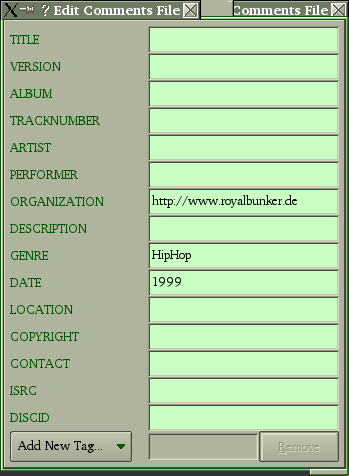 ? Edit Comments File
Comments File
TITLE
VERSION
ALBUM
TRACKNUMBER
ARTIST
PERFORMER
ORGANIZATION http://www.royalbunker.de
DESCRIPTION
GENRE HipHop
DATE 1999
LOCATION
COPYRIGHT
CONTACT
ISRC
DISCID
Add New Tag... Remove